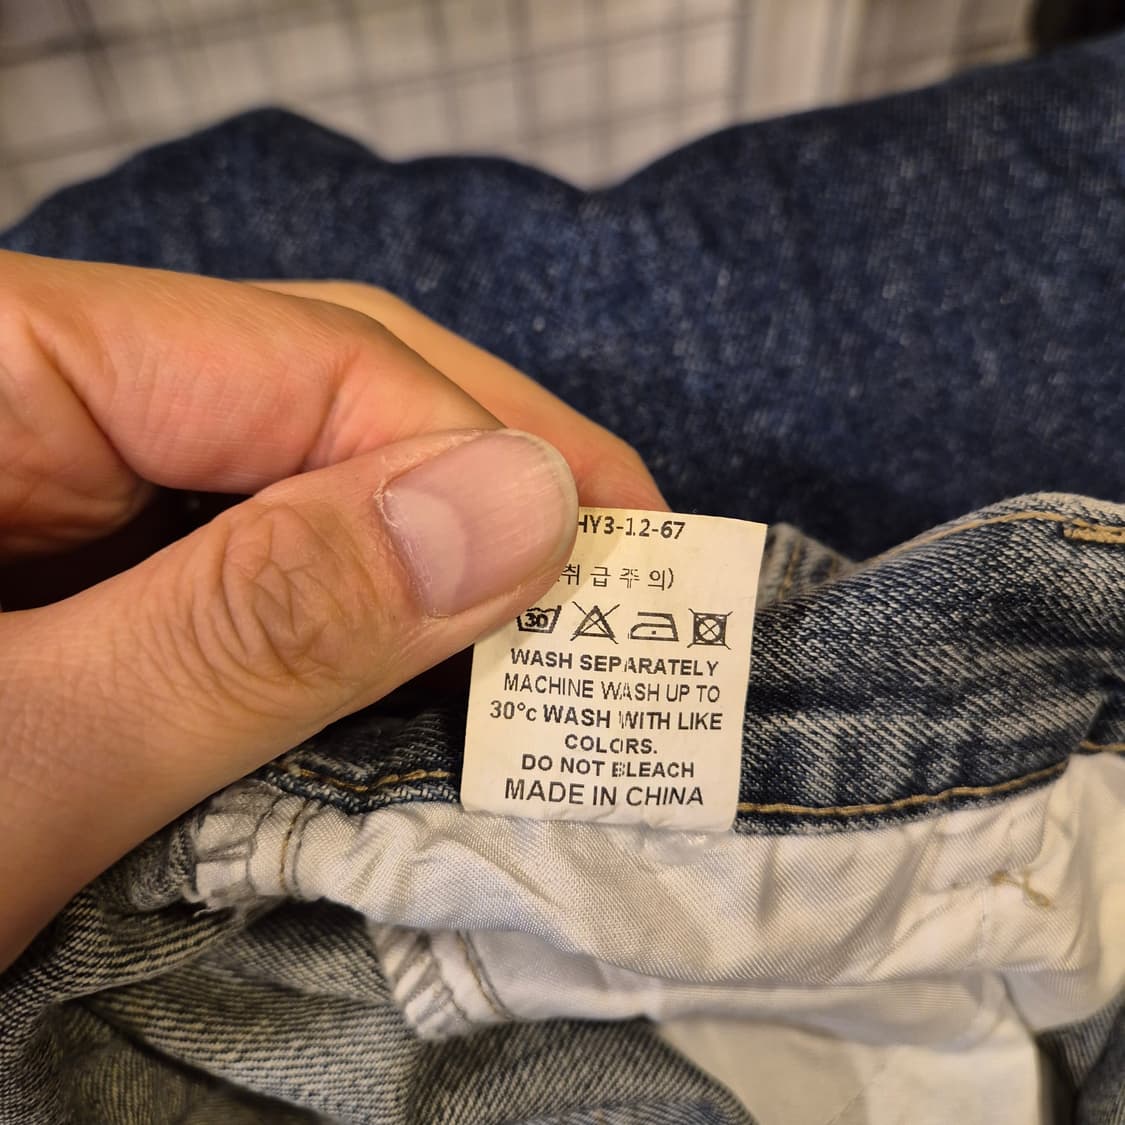 HY3-12-67
취 급 주 의)
30
WASH SEPARATELY
MACHINE WASH UP TO
30°c WASH WITH LIKE
COLORS.
DO NOT BLEACH
MADE IN CHINA